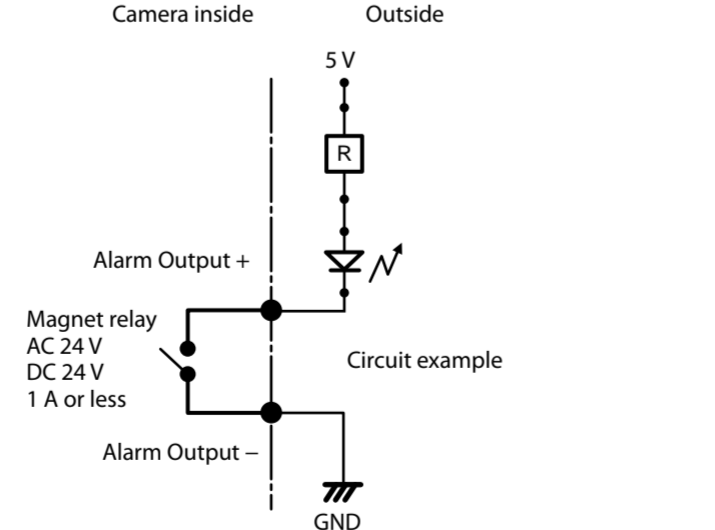 Camera inside
Outside
5 V
R
Alarm Output +
Magnet relay
AC 24 V
DC 24 V
1 A or less
Circuit example
Alarm Output –
GND